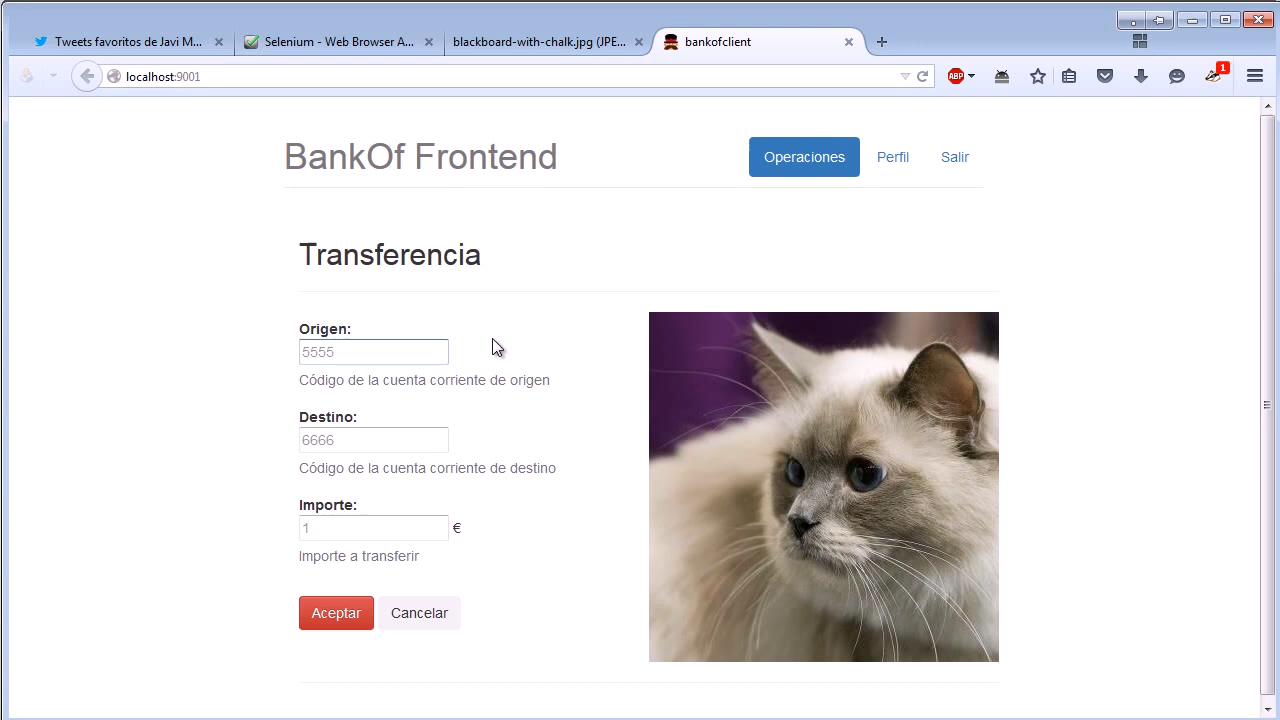 Tweets favoritos de Javi M...
Selenium - Web Browser A...
blackboard-with-chalk.jpg (JPE...
bankofclient
localhost:9001
ABP
1
BankOf Frontend
Operaciones
Perfil
Salir
Transferencia
Origen:
5555
Código de la cuenta corriente de origen
Destino:
6666
Código de la cuenta corriente de destino
Importe:
1 €
Importe a transferir
Aceptar
Cancelar